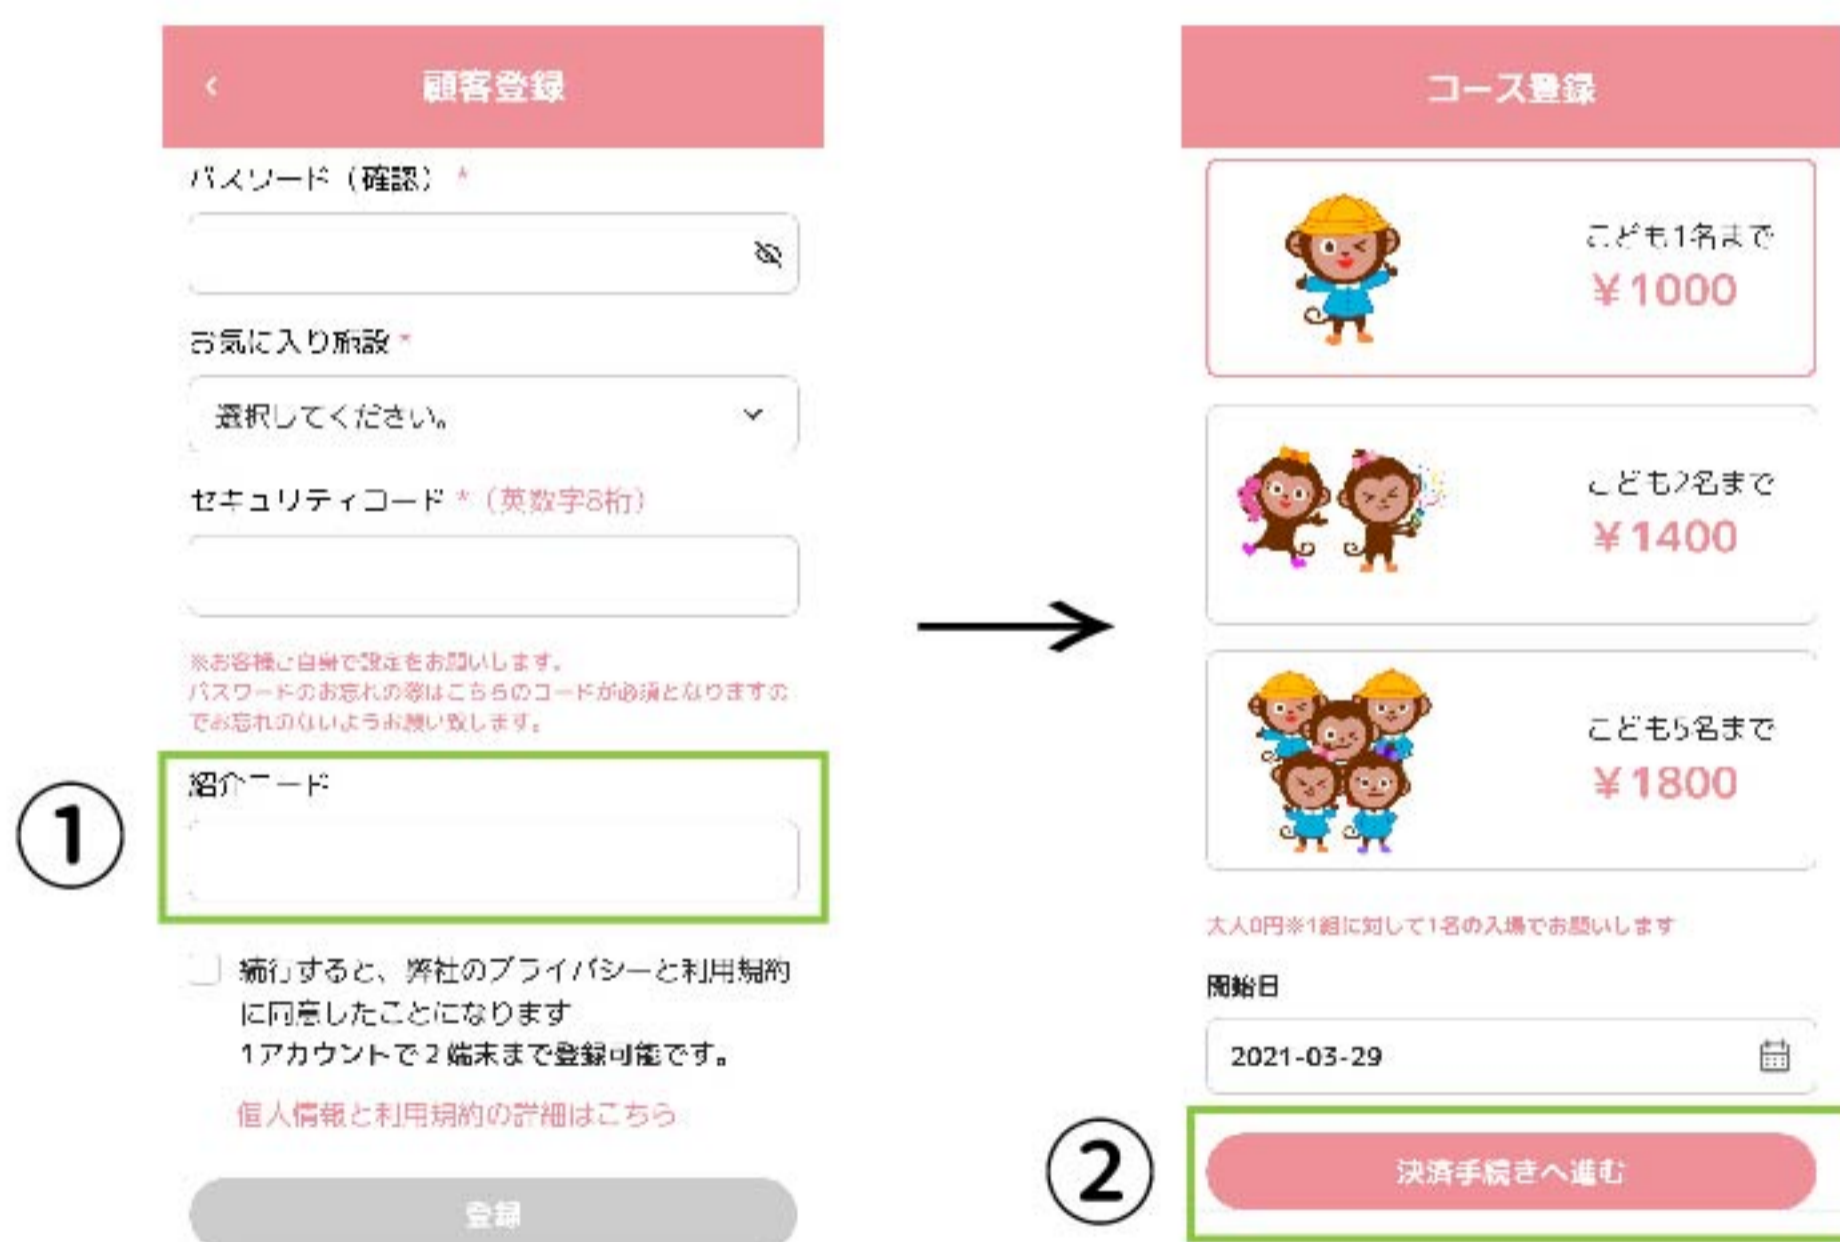 顧客登録
パスワード（確認） *
お気に入り施設 *
選択してください。
セキュリティコード *（英数字8桁）
※お客様ご自身で設定をお願いします。
パスワードのお忘れの際はこちらのコードが必須となりますの
でお忘れのないようお願い致します。
①
紹介コード
続行すると、弊社のプライバシーと利用規約
に同意したことになります
1アカウントで2端末まで登録可能です。
個人情報と利用規約の詳細はこちら
登録
→
コース登録
こども1名まで
¥1000
こども2名まで
¥1400
こども5名まで
¥1800
大人0円※1組に対して1名の入場でお願いします
開始日
2021-03-29
②
決済手続きへ進む